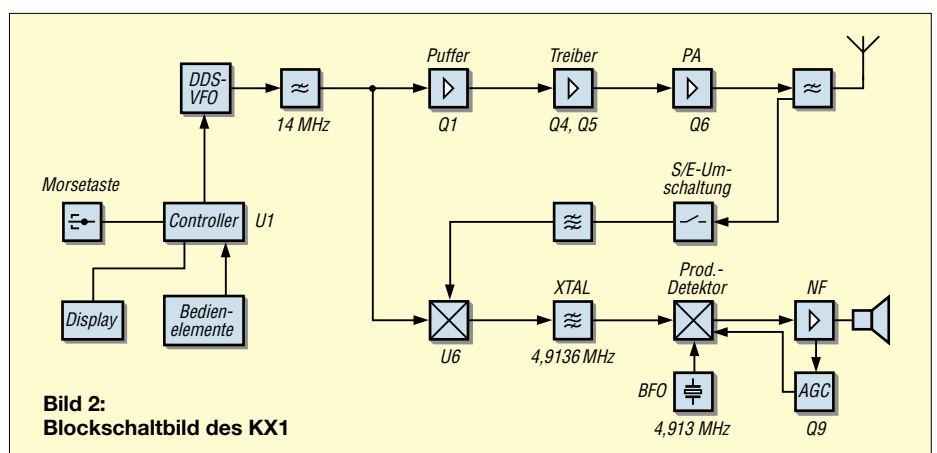 Puffer
Treiber
PA
DDS-
VFO
14 MHz
Q1
Q4, Q5
Q6
S/E-Um-
schaltung
Morsetaste
Controller
U1
XTAL
Prod.-
Detektor
NF
Display
Bedien-
elemente
U6
4,9136 MHz
BFO
AGC
4,913 MHz
Q9
Bild 2:
Blockschaltbild des KX1